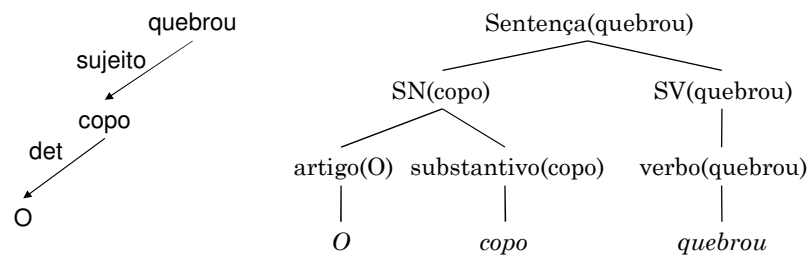 quebrou
sujeito
copo
det
O
Sentença(quebrou)
SN(copo) SV(quebrou)
artigo(O) substantivo(copo) verbo(quebrou)
O copo quebrou